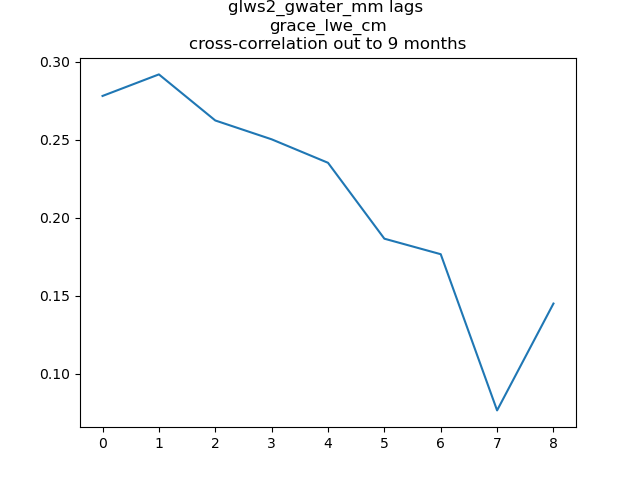 glws2_gwater_mm lags
grace_lwe_cm
cross-correlation out to 9 months
0.30
0.25
0.20
0.15
0.10
0 1 2 3 4 5 6 7 8